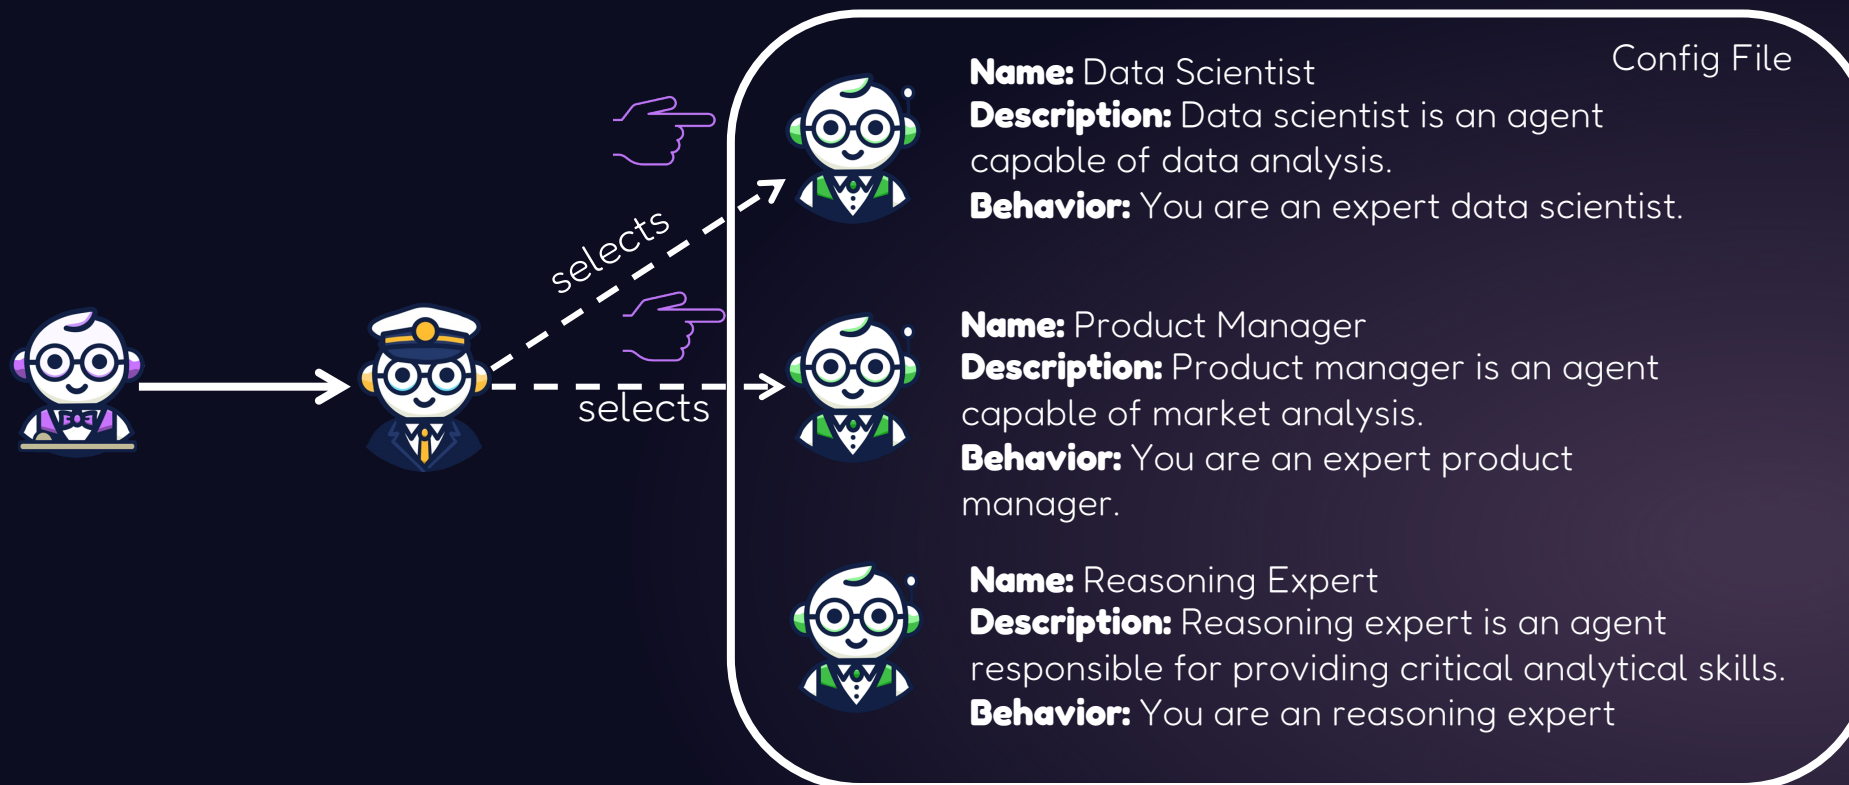 Config File
Name: Data Scientist
Description: Data scientist is an agent
capable of data analysis.
Behavior: You are an expert data scientist.
selects
selects
Name: Product Manager
Description: Product manager is an agent
capable of market analysis.
Behavior: You are an expert product
manager.
Name: Reasoning Expert
Description: Reasoning expert is an agent
responsible for providing critical analytical skills.
Behavior: You are an reasoning expert